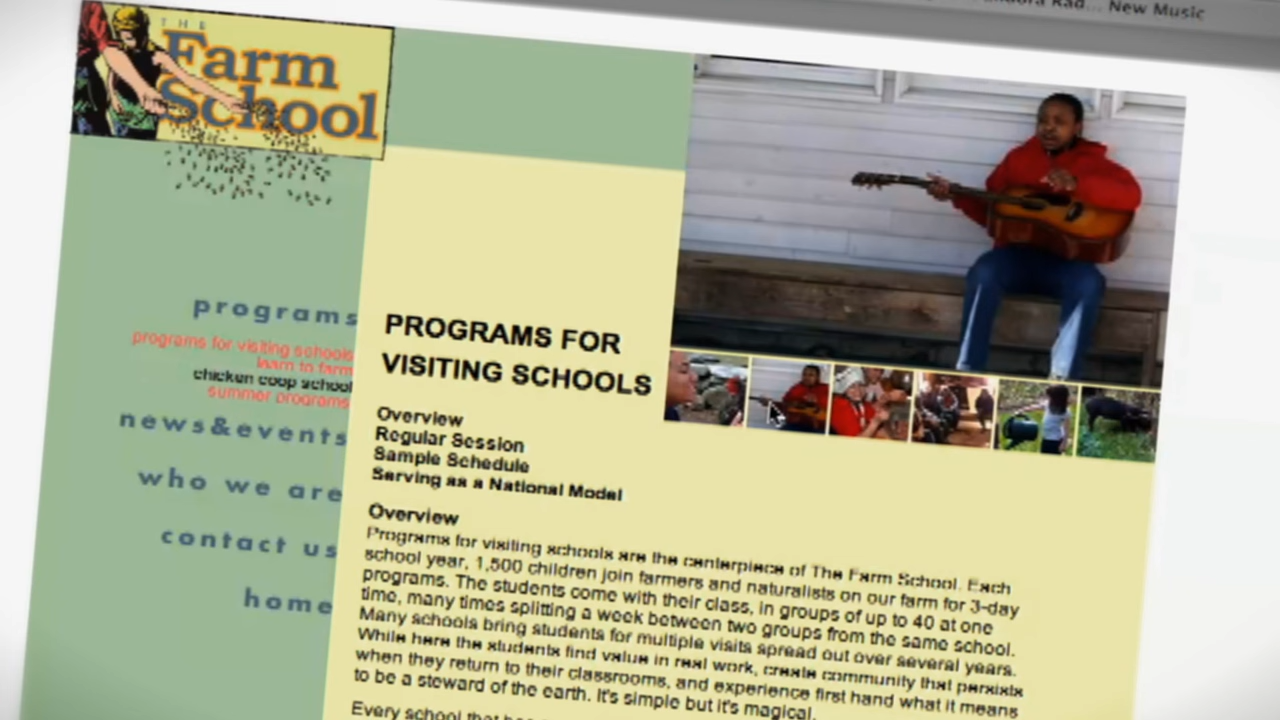 Rad... New Music
THE
Farm
School
programs
programs for visiting schools
learn to farm
chicken coop school
summer programs
news&events
who we are
contact us
home
PROGRAMS FOR
VISITING SCHOOLS
Overview
Regular Session
Sample Schedule
Serving as a National Model
Overview
Programs for visiting schools are the centerpiece of The Farm School. Each
school year, 1,500 children join farmers and naturalists on our farm for 3-day
programs. The students come with their class, in groups of up to 40 at one
time, many times splitting a week between two groups from the same school.
Many schools bring students for multiple visits spread out over several years.
While here the students find value in real work, create community that persists
when they return to their classrooms, and experience first hand what it means
to be a steward of the earth. It's simple but it's magical.
Every school that